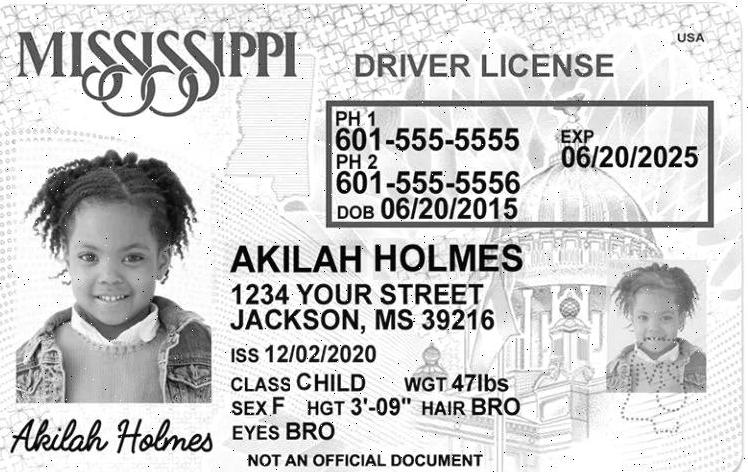 MISSISSIPPI
DRIVER LICENSE
USA
PH 1
601-555-5555
EXP
06/20/2025
PH 2
601-555-5556
DOB 06/20/2015
AKILAH HOLMES
1234 YOUR STREET
JACKSON, MS 39216
ISS 12/02/2020
CLASS CHILD WGT 47lbs
SEX F HGT 3'-09" HAIR BRO
EYES BRO
Akilah Holmes
NOT AN OFFICIAL DOCUMENT